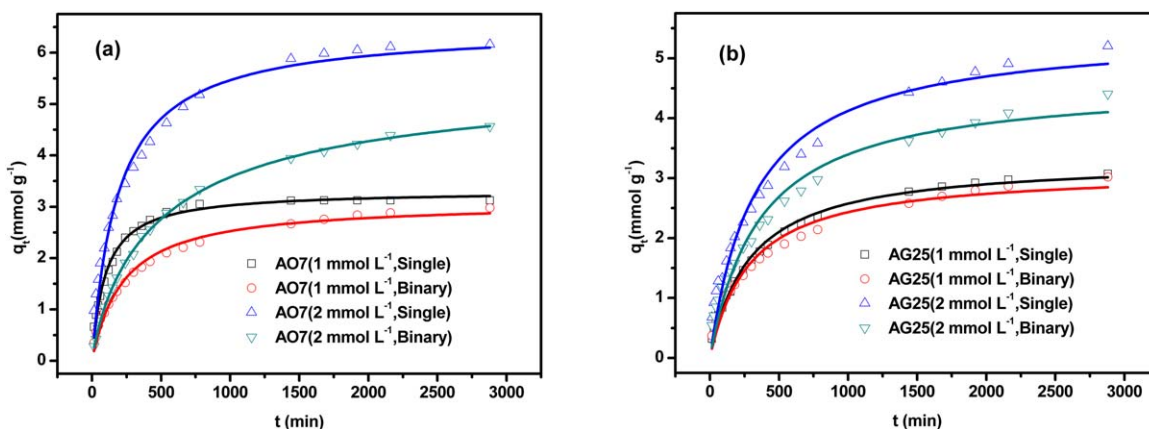 (a)
q_t(mmol g⁻¹)
6
5
4
3
2
1
0
AO7(1 mmol L⁻¹,Single)
AO7(1 mmol L⁻¹,Binary)
AO7(2 mmol L⁻¹,Single)
AO7(2 mmol L⁻¹,Binary)
0 500 1000 1500 2000 2500 3000
t (min)
(b)
q_t(mmol g⁻¹)
5
4
3
2
1
0
AG25(1 mmol L⁻¹,Single)
AG25(1 mmol L⁻¹,Binary)
AG25(2 mmol L⁻¹,Single)
AG25(2 mmol L⁻¹,Binary)
0 500 1000 1500 2000 2500 3000
t (min)